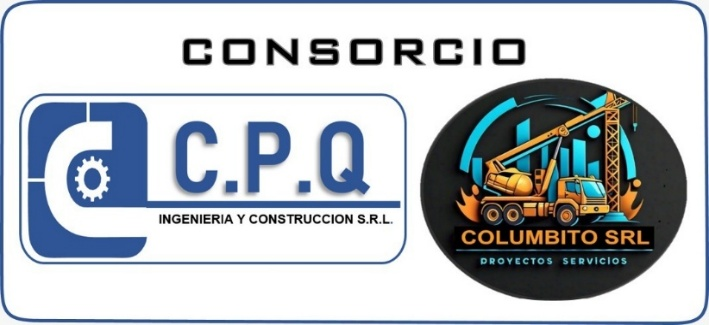 CONSORCIO
C.P.Q
INGENIERIA Y CONSTRUCCION S.R.L.
COLUMBITO SRL
PROYECTOS SERVICIOS